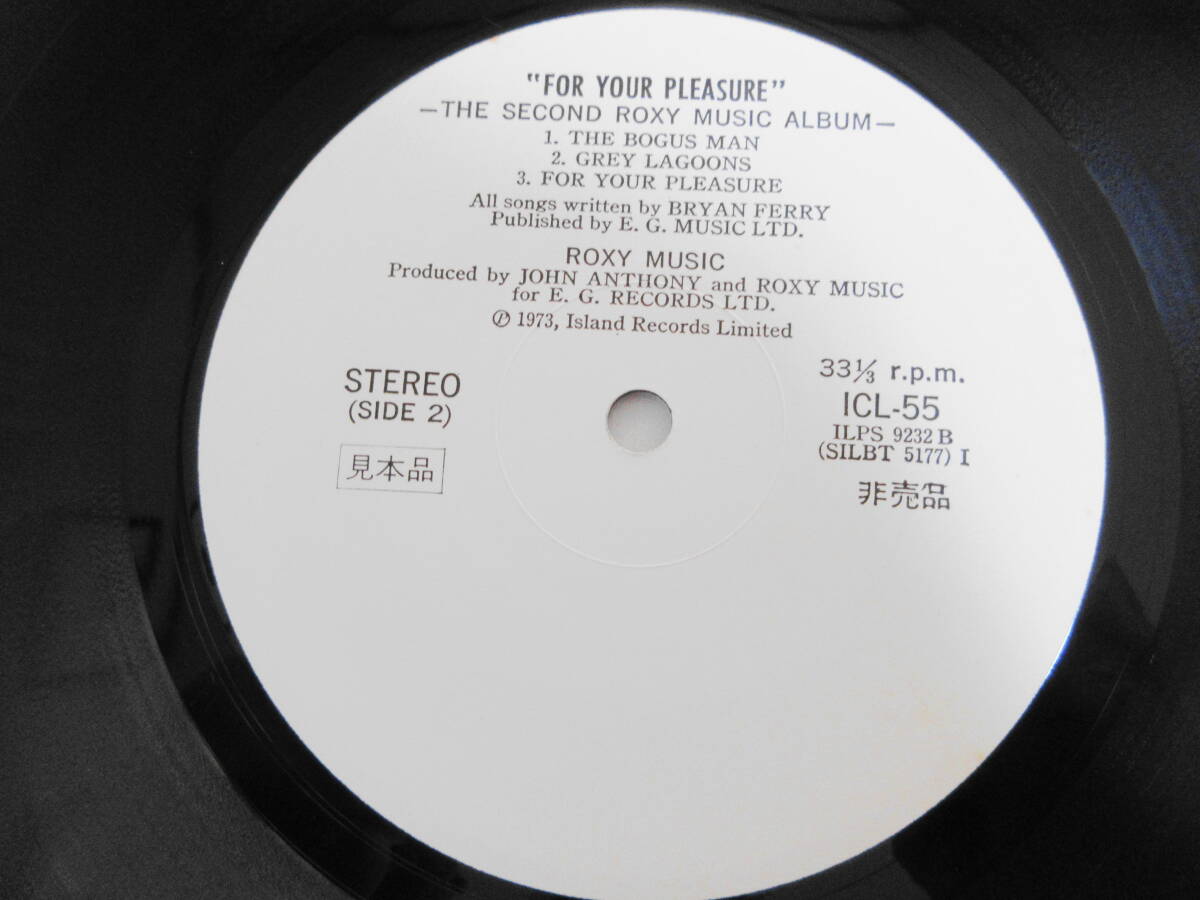 "FOR YOUR PLEASURE"
—THE SECOND ROXY MUSIC ALBUM—
1. THE BOGUS MAN
2. GREY LAGOONS
3. FOR YOUR PLEASURE
All songs written by BRYAN FERRY
Published by E. G. MUSIC LTD.
ROXY MUSIC
Produced by JOHN ANTHONY and ROXY MUSIC
for E. G. RECORDS LTD.
Ⓟ 1973, Island Records Limited
STEREO
(SIDE 2)
見本品
33⅓ r.p.m.
ICL-55
ILPS 9232 B
(SILBT 5177) I
非売品